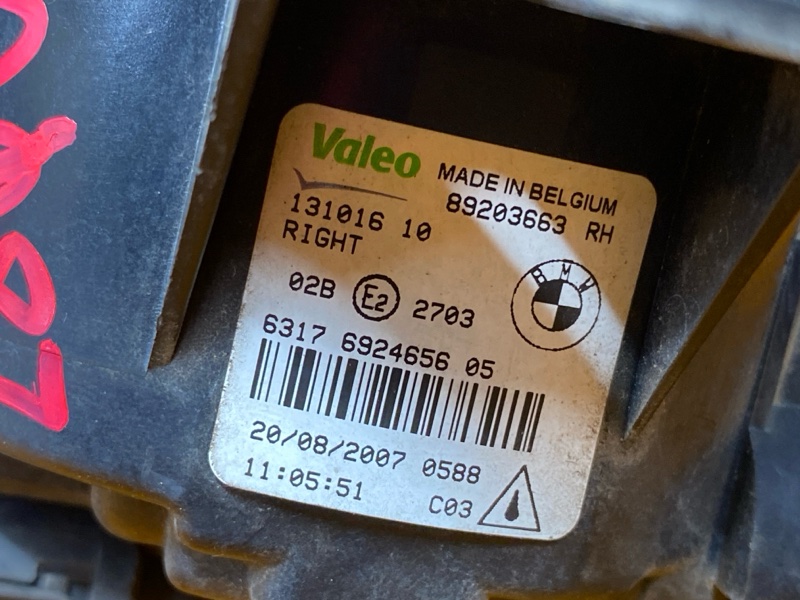 Valeo
MADE IN BELGIUM
131016 10
89203663 RH
RIGHT
02B E2 2703
BMW
6317 6924656 05
20/08/2007 0588
11:05:51
C03